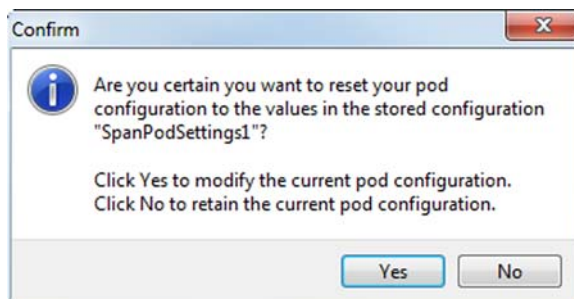 Confirm
Are you certain you want to reset your pod
configuration to the values in the stored configuration
"SpanPodSettings1"?
Click Yes to modify the current pod configuration.
Click No to retain the current pod configuration.
Yes No